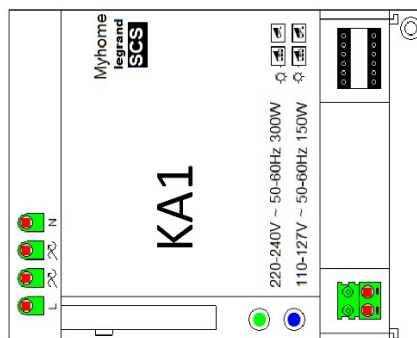 Myhome
legrand
SCS
KA1
220-240V ~ 50-60Hz 300W
110-127V ~ 50-60Hz 150W
N
L